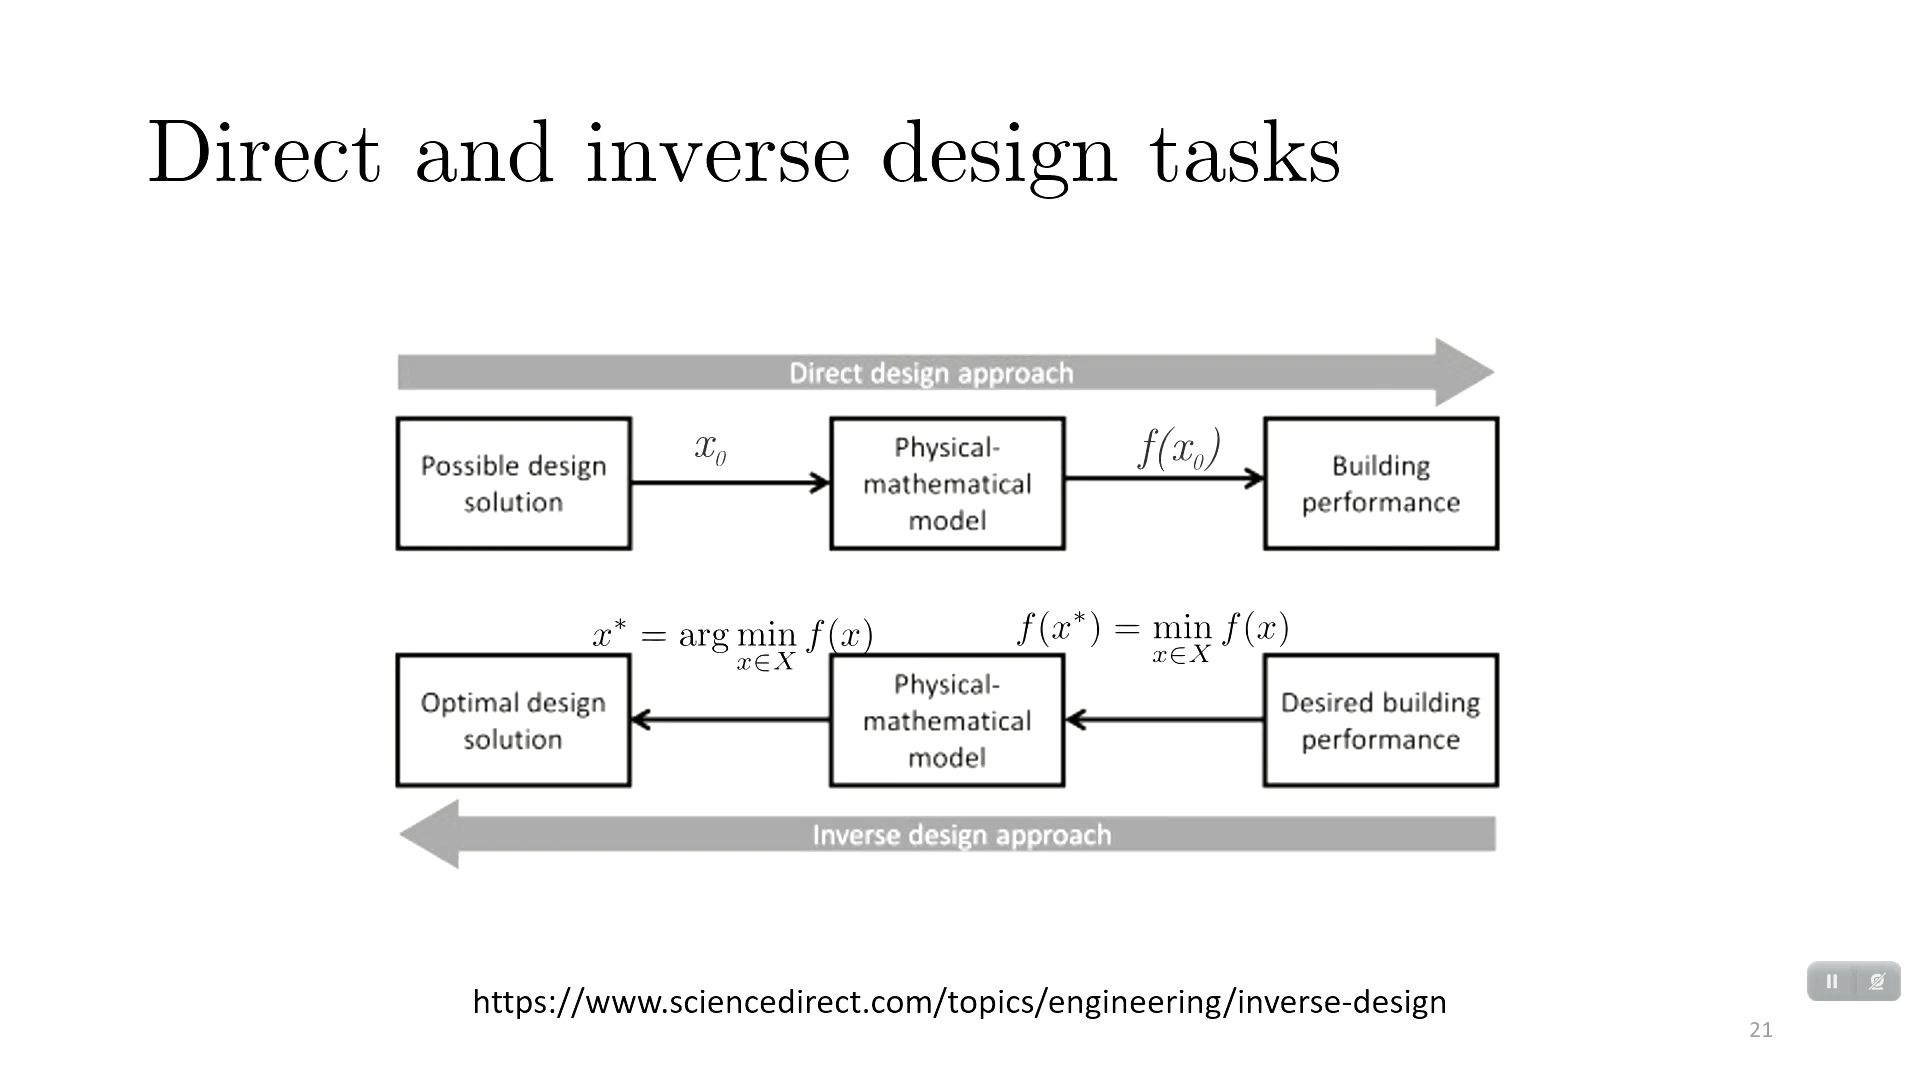 Direct and inverse design tasks
Direct design approach
Possible design
solution
x₀
Physical-
mathematical
model
f(x₀)
Building
performance
x* = arg min f(x)
x∈X
f(x*) = min f(x)
x∈X
Optimal design
solution
Physical-
mathematical
model
Desired building
performance
Inverse design approach
https://www.sciencedirect.com/topics/engineering/inverse-design
21